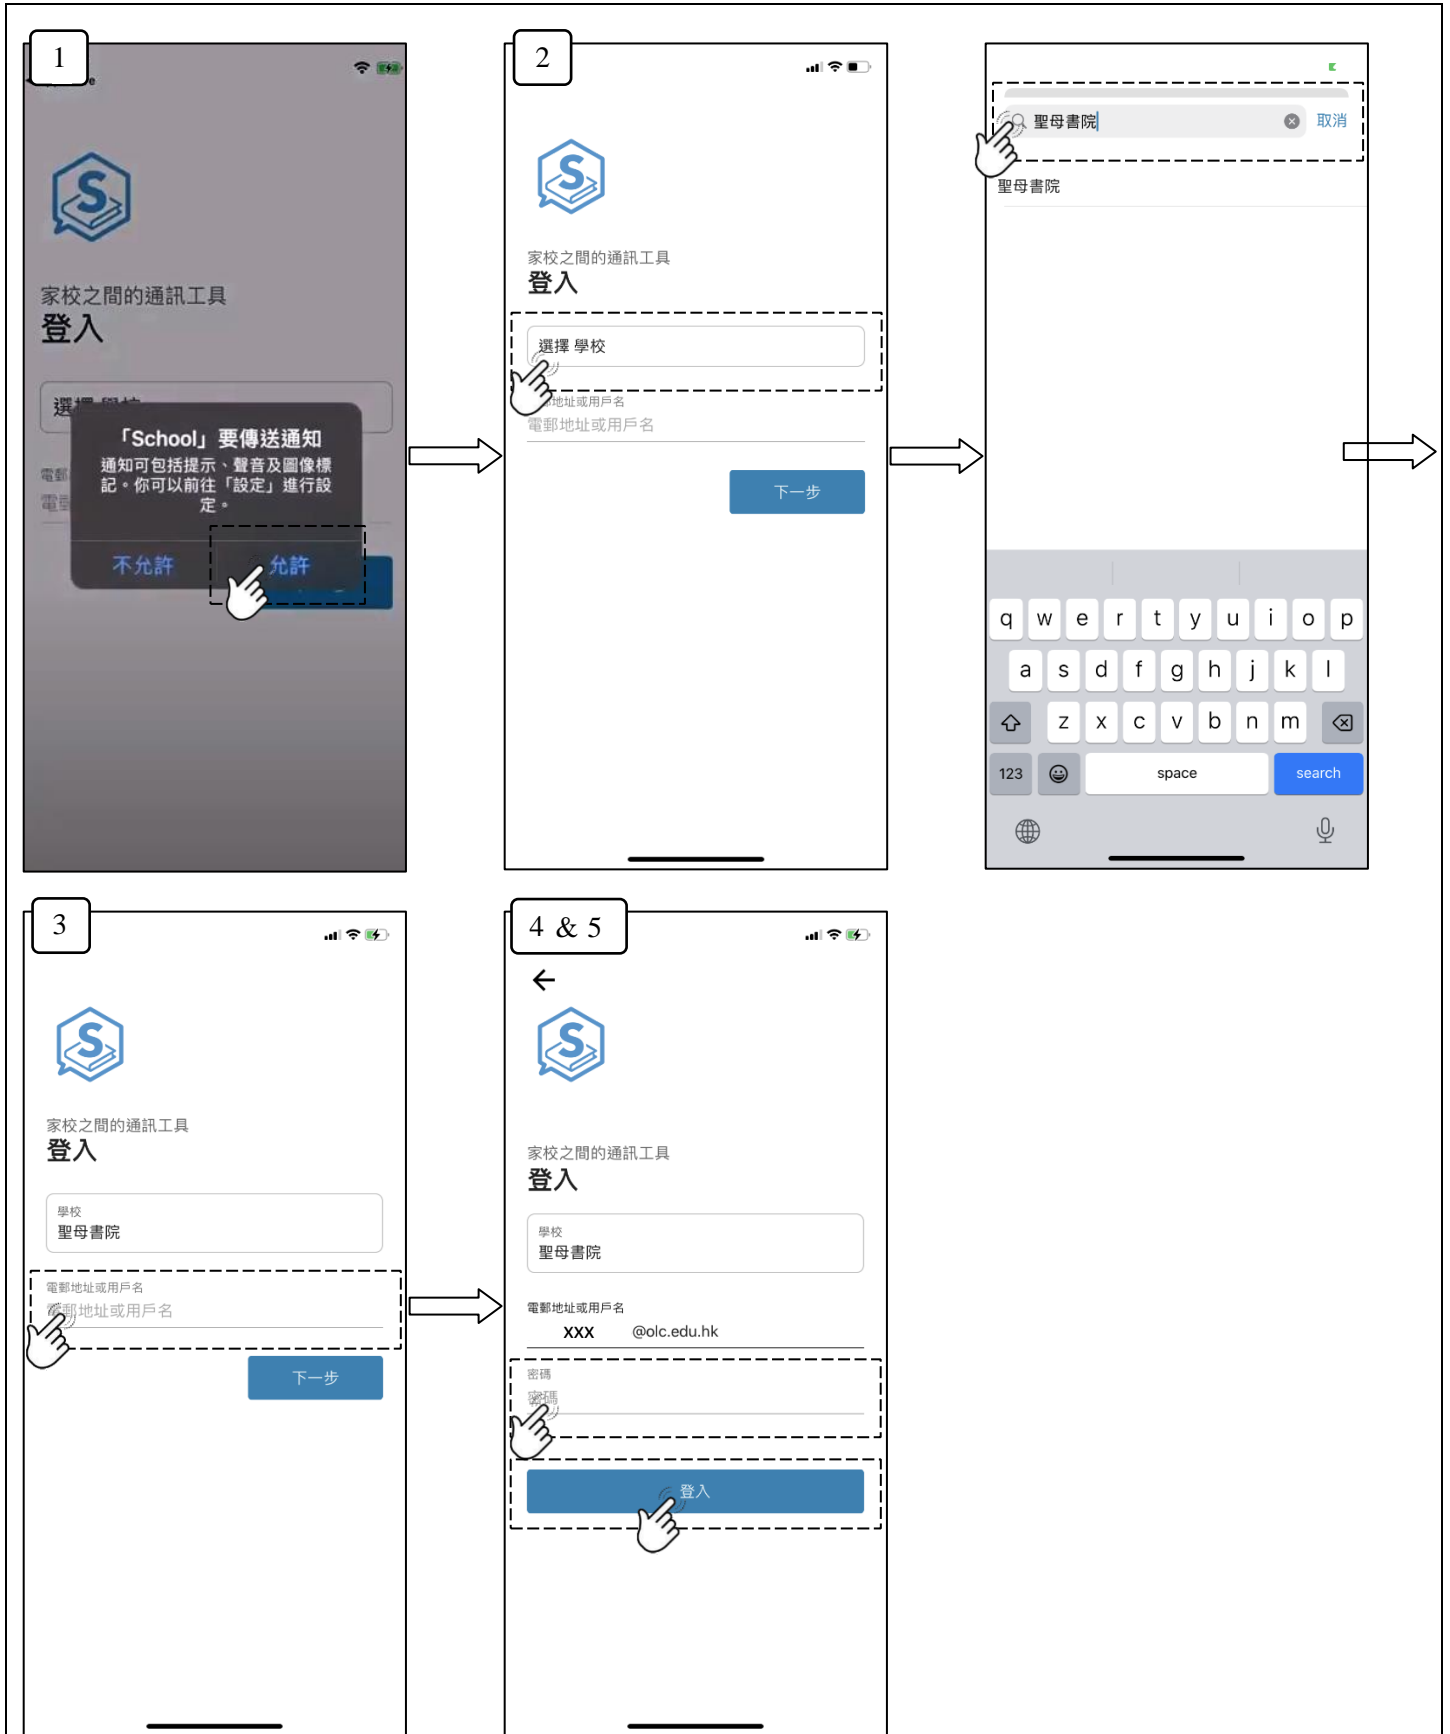 1
e
家校之間的通訊工具
登入
「School」要傳送通知
通知可包括提示、聲音及圖像標
記。你可以前往「設定」進行設
定。
不允許
允許
2
家校之間的通訊工具
登入
選擇 學校
郵地址或用戶名
電郵地址或用戶名
下一步
聖母書院
取消
聖母書院
q w e r t y u i o p
a s d f g h j k l
z x c v b n m
123
space
search
3
家校之間的通訊工具
登入
學校
聖母書院
電郵地址或用戶名
電郵地址或用戶名
下一步
4 & 5
家校之間的通訊工具
登入
學校
聖母書院
電郵地址或用戶名
XXX @olc.edu.hk
密碼
密碼
登入